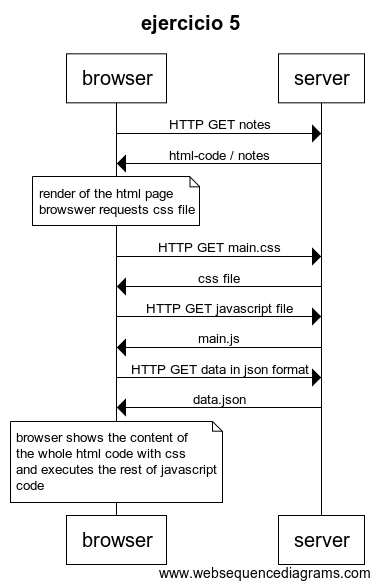 ejercicio 5
browser
server
HTTP GET notes
html-code / notes
render of the html page
browswer requests css file
HTTP GET main.css
css file
HTTP GET javascript file
main.js
HTTP GET data in json format
data.json
browser shows the content of
the whole html code with css
and executes the rest of javascript
code
browser
server
www.websequencediagrams.com